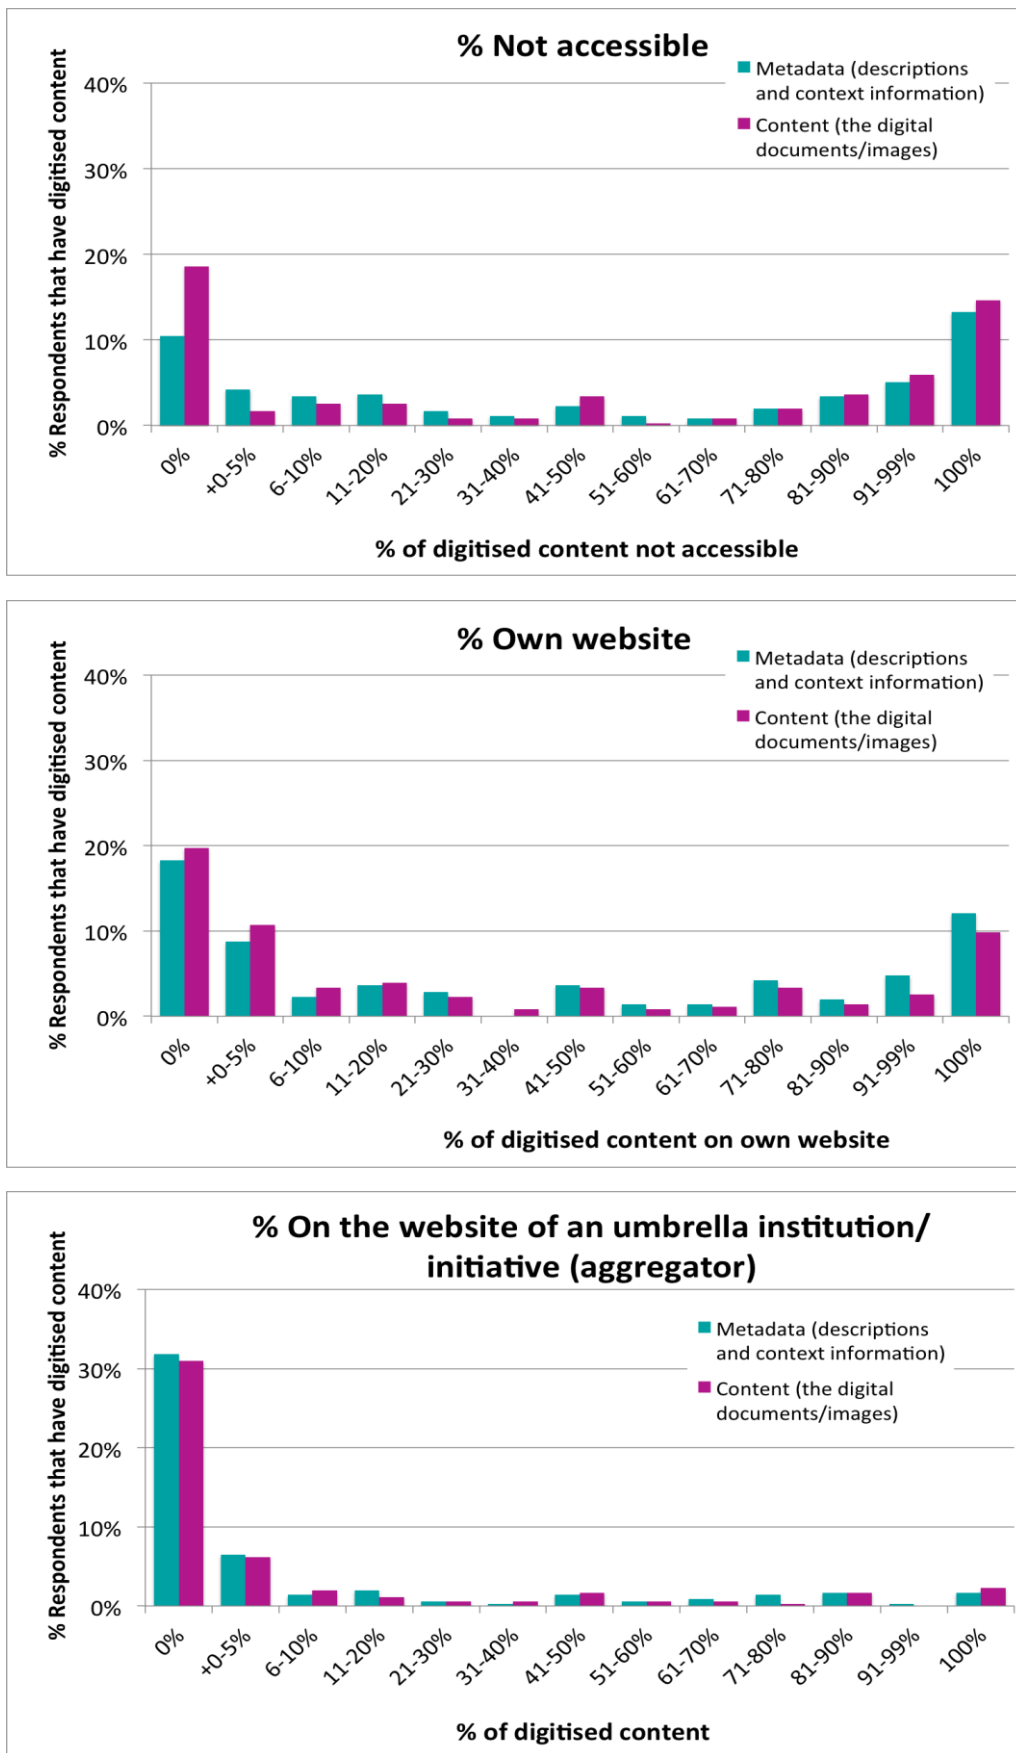 % Not accessible
% Respondents that have digitised content
Metadata (descriptions
and context information)
Content (the digital
documents/images)
40%
30%
20%
10%
0%
0%
+0-5%
6-10%
11-20%
21-30%
31-40%
41-50%
51-60%
61-70%
71-80%
81-90%
91-99%
100%
% of digitised content not accessible
% Own website
% Respondents that have digitised content
Metadata (descriptions
and context information)
Content (the digital
documents/images)
40%
30%
20%
10%
0%
0%
+0-5%
6-10%
11-20%
21-30%
31-40%
41-50%
51-60%
61-70%
71-80%
81-90%
91-99%
100%
% of digitised content on own website
% On the website of an umbrella institution/
initiative (aggregator)
% Respondents that have digitised content
Metadata (descriptions
and context information)
Content (the digital
documents/images)
40%
30%
20%
10%
0%
0%
+0-5%
6-10%
11-20%
21-30%
31-40%
41-50%
51-60%
61-70%
71-80%
81-90%
91-99%
100%
% of digitised content